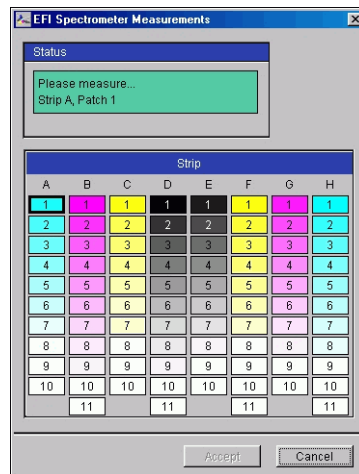 EFI Spectrometer Measurements
Status
Please measure...
Strip A, Patch 1
Strip
A B C D E F G H
1 1 1 1 1 1 1 1
2 2 2 2 2 2 2 2
3 3 3 3 3 3 3 3
4 4 4 4 4 4 4 4
5 5 5 5 5 5 5 5
6 6 6 6 6 6 6 6
7 7 7 7 7 7 7 7
8 8 8 8 8 8 8 8
9 9 9 9 9 9 9 9
10 10 10 10 10 10 10 10
11 11 11 11
Accept Cancel